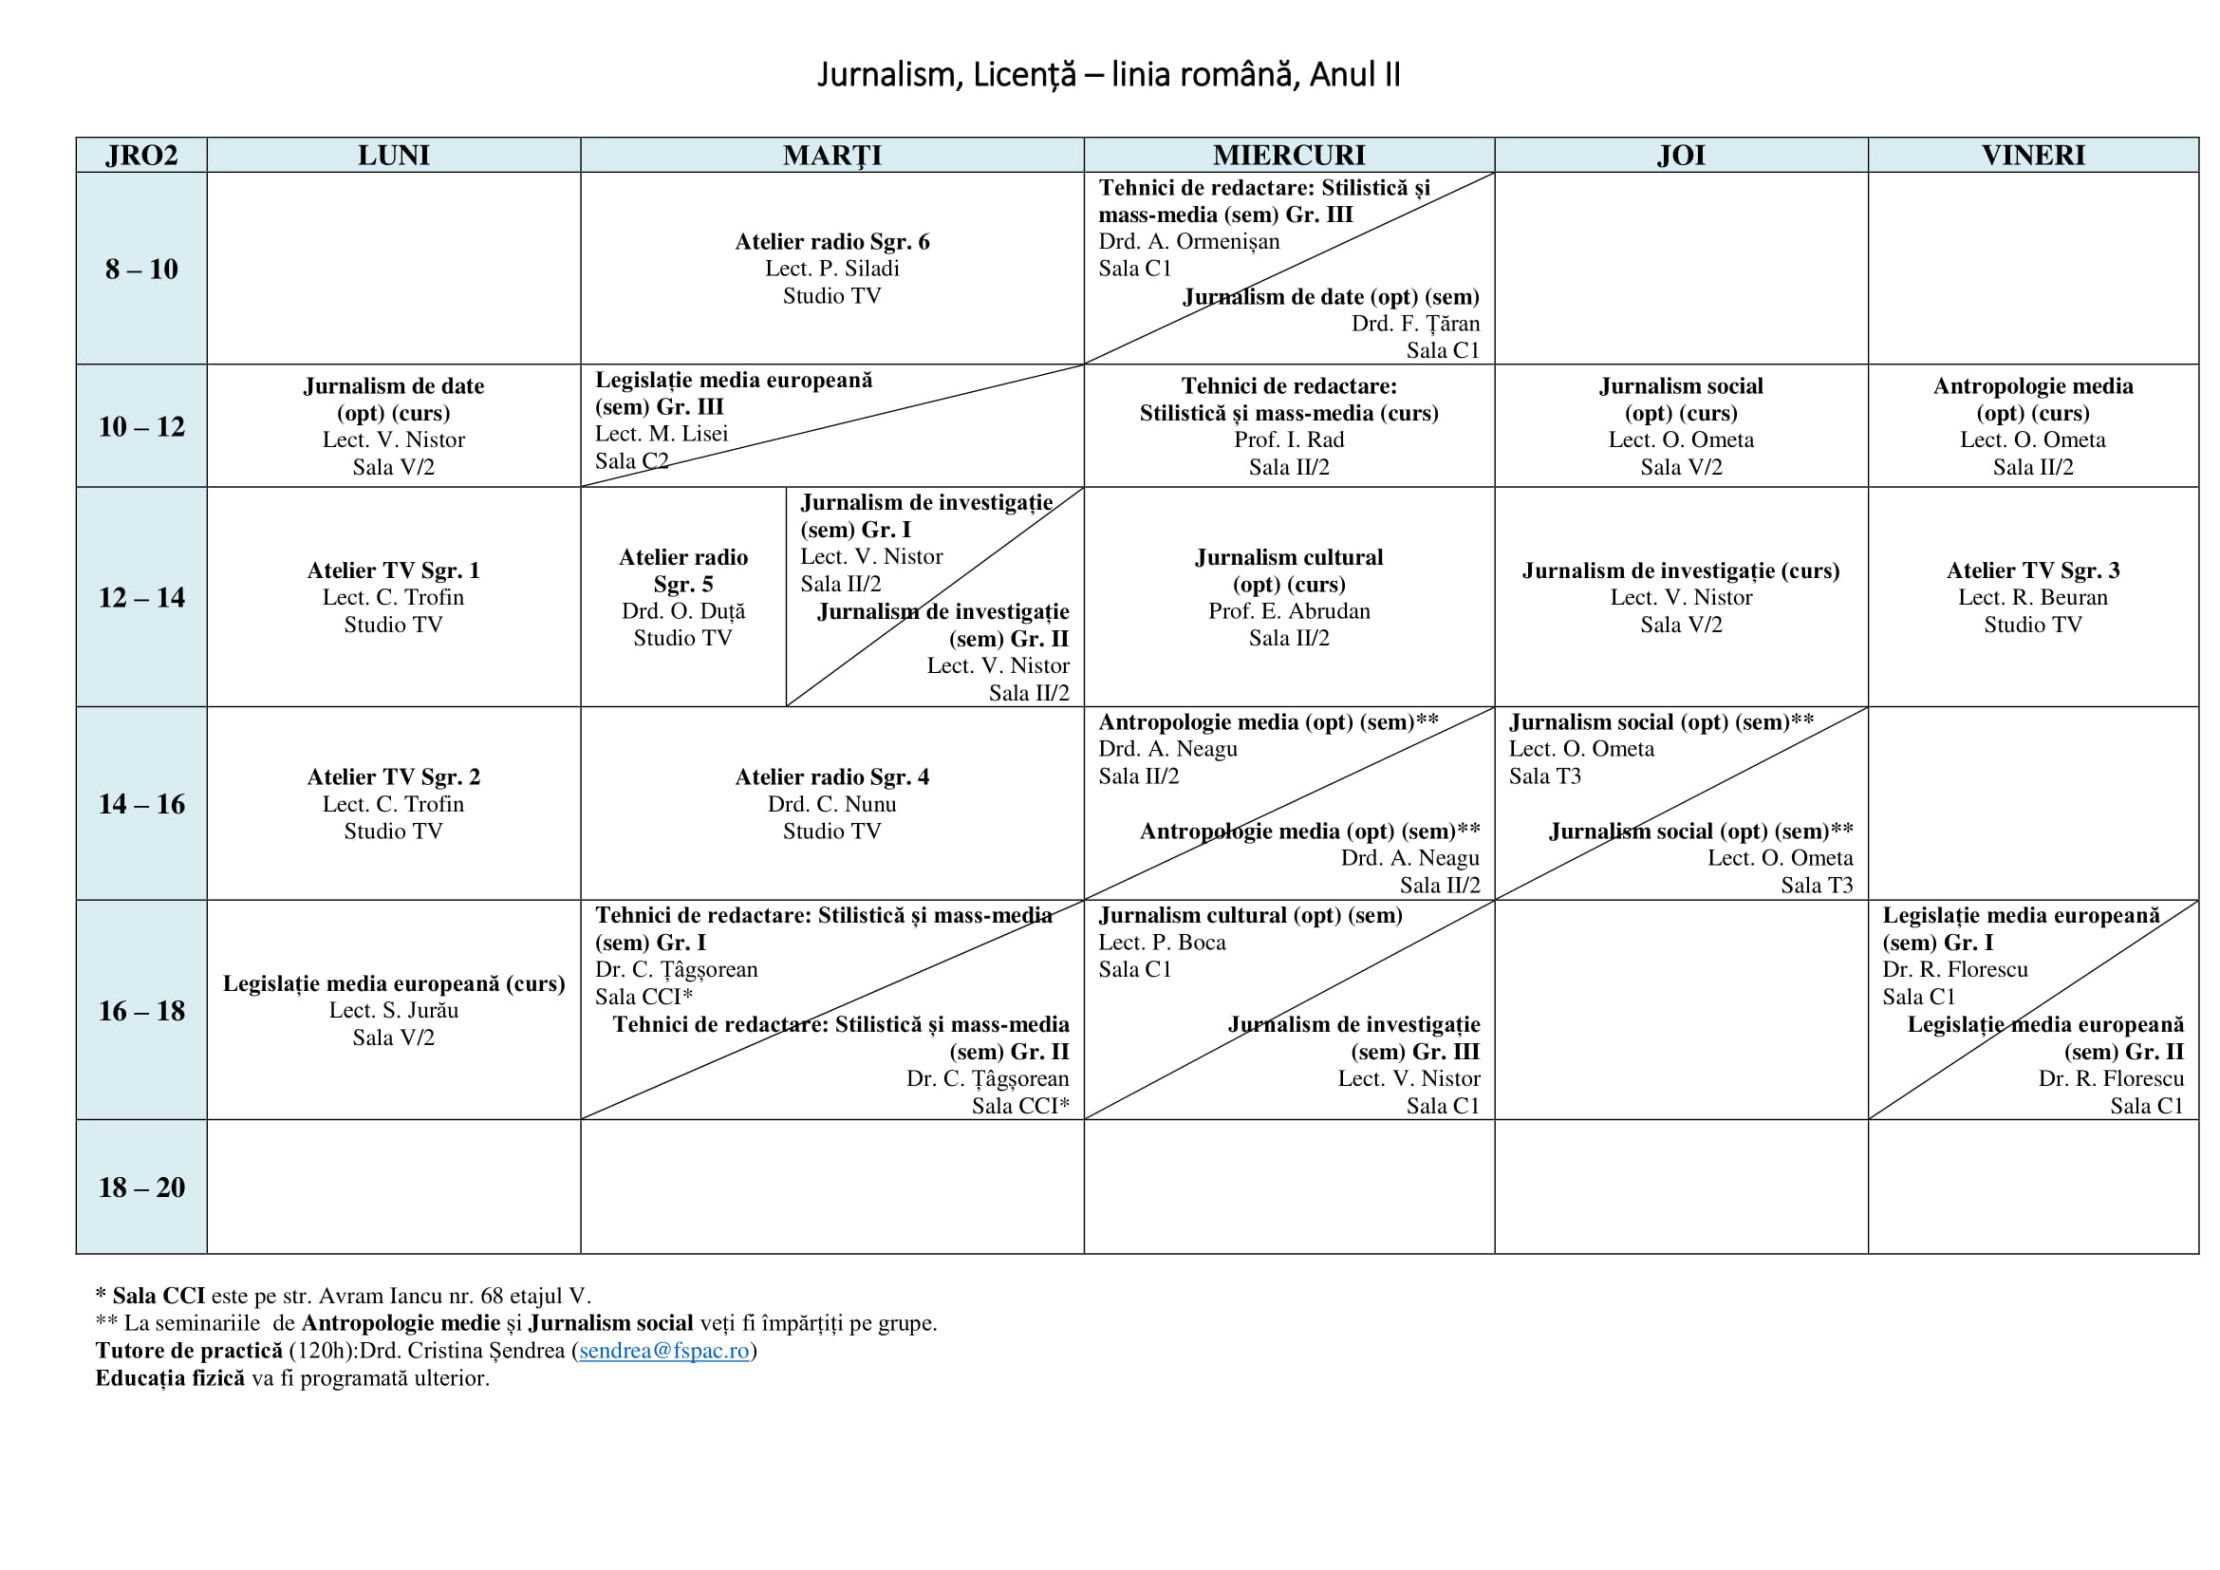 Jurnalism, Licență – linia română, Anul II
JRO2 LUNI MARŢI MIERCURI JOI VINERI
8 – 10
Atelier radio Sgr. 6
Lect. P. Siladi
Studio TV
Tehnici de redactare: Stilistică și
mass-media (sem) Gr. III
Drd. A. Ormenișan
Sala C1
Jurnalism de date (opt) (sem)
Drd. F. Țăran
Sala C1
10 – 12
Jurnalism de date
(opt) (curs)
Lect. V. Nistor
Sala V/2
Legislație media europeană
(sem) Gr. III
Lect. M. Lisei
Sala C2
Tehnici de redactare:
Stilistică și mass-media (curs)
Prof. I. Rad
Sala II/2
Jurnalism social
(opt) (curs)
Lect. O. Ometa
Sala V/2
Antropologie media
(opt) (curs)
Lect. O. Ometa
Sala II/2
12 – 14
Atelier TV Sgr. 1
Lect. C. Trofin
Studio TV
Atelier radio
Sgr. 5
Drd. O. Duță
Studio TV
Jurnalism de investigație
(sem) Gr. I
Lect. V. Nistor
Sala II/2
Jurnalism de investigație
(sem) Gr. II
Lect. V. Nistor
Sala II/2
Jurnalism cultural
(opt) (curs)
Prof. E. Abrudan
Sala II/2
Jurnalism de investigație (curs)
Lect. V. Nistor
Sala V/2
Atelier TV Sgr. 3
Lect. R. Beuran
Studio TV
14 – 16
Atelier TV Sgr. 2
Lect. C. Trofin
Studio TV
Atelier radio Sgr. 4
Drd. C. Nunu
Studio TV
Antropologie media (opt) (sem)**
Drd. A. Neagu
Sala II/2
Antropologie media (opt) (sem)**
Drd. A. Neagu
Sala II/2
Jurnalism social (opt) (sem)**
Lect. O. Ometa
Sala T3
Jurnalism social (opt) (sem)**
Lect. O. Ometa
Sala T3
16 – 18
Legislație media europeană (curs)
Lect. S. Jurău
Sala V/2
Tehnici de redactare: Stilistică și mass-media
(sem) Gr. I
Dr. C. Țâgșorean
Sala CCI*
Tehnici de redactare: Stilistică și mass-media
(sem) Gr. II
Dr. C. Țâgșorean
Sala CCI*
Jurnalism cultural (opt) (sem)
Lect. P. Boca
Sala C1
Jurnalism de investigație
(sem) Gr. III
Lect. V. Nistor
Sala C1
Legislație media europeană
(sem) Gr. I
Dr. R. Florescu
Sala C1
Legislație media europeană
(sem) Gr. II
Dr. R. Florescu
Sala C1
18 – 20
* Sala CCI este pe str. Avram Iancu nr. 68 etajul V.
** La seminariile de Antropologie medie și Jurnalism social veți fi împărțiți pe grupe.
Tutore de practică (120h):Drd. Cristina Șendrea (sendrea@fspac.ro)
Educația fizică va fi programată ulterior.